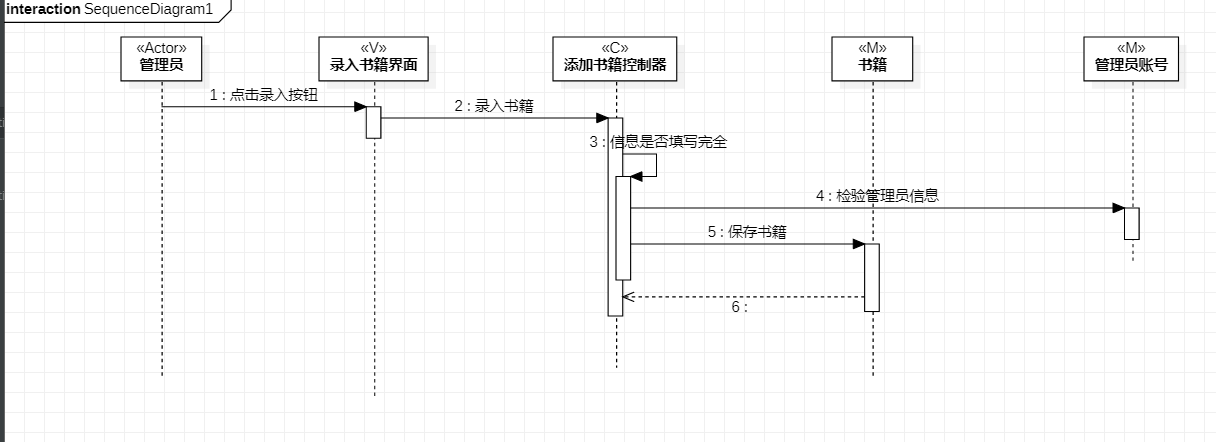 interaction SequenceDiagram1
«Actor»
管理员
«V»
录入书籍界面
«C»
添加书籍控制器
«M»
书籍
«M»
管理员账号
1 : 点击录入按钮
2 : 录入书籍
3 : 信息是否填写完全
4 : 检验管理员信息
5 : 保存书籍
6 :